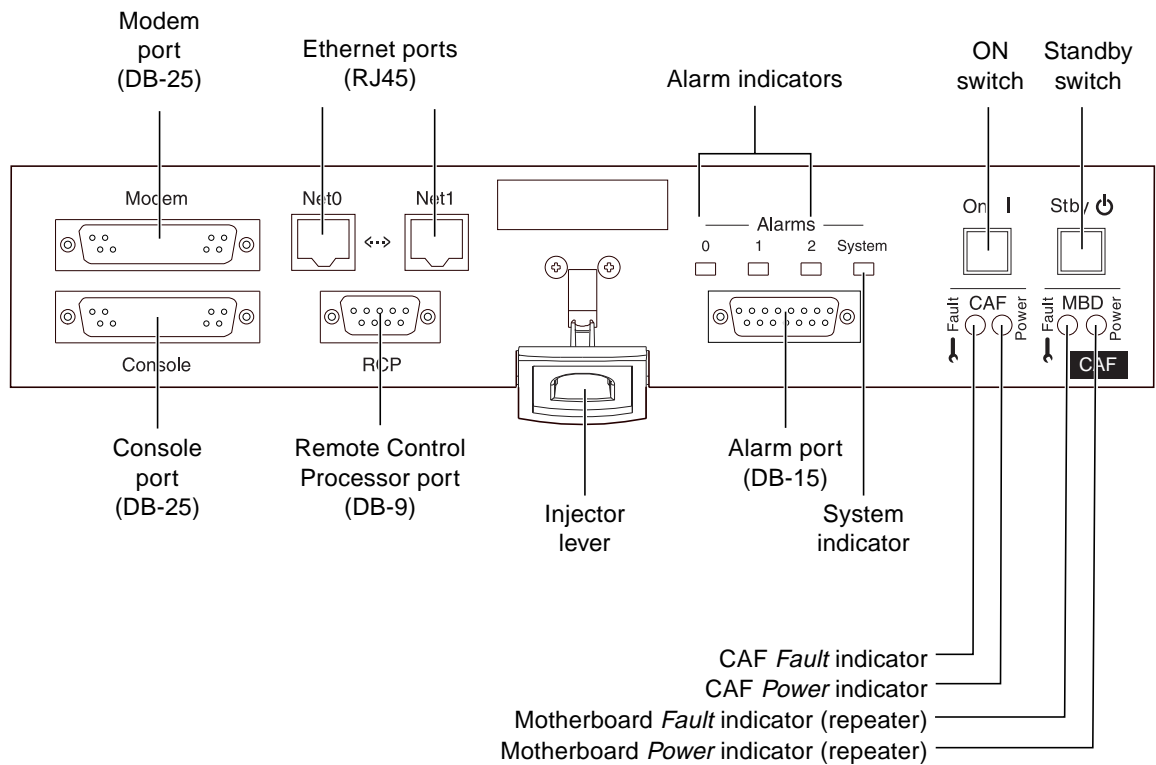 Modem
port
(DB-25)
Ethernet ports
(RJ45)
Alarm indicators
ON
switch
Standby
switch
Modem
Net0
Net1
Alarms
0 1 2 System
On I
Stby
Console
RCP
Fault CAF Power
Fault MBD Power
CAF
Console
port
(DB-25)
Remote Control
Processor port
(DB-9)
Injector
lever
Alarm port
(DB-15)
System
indicator
CAF Fault indicator
CAF Power indicator
Motherboard Fault indicator (repeater)
Motherboard Power indicator (repeater)